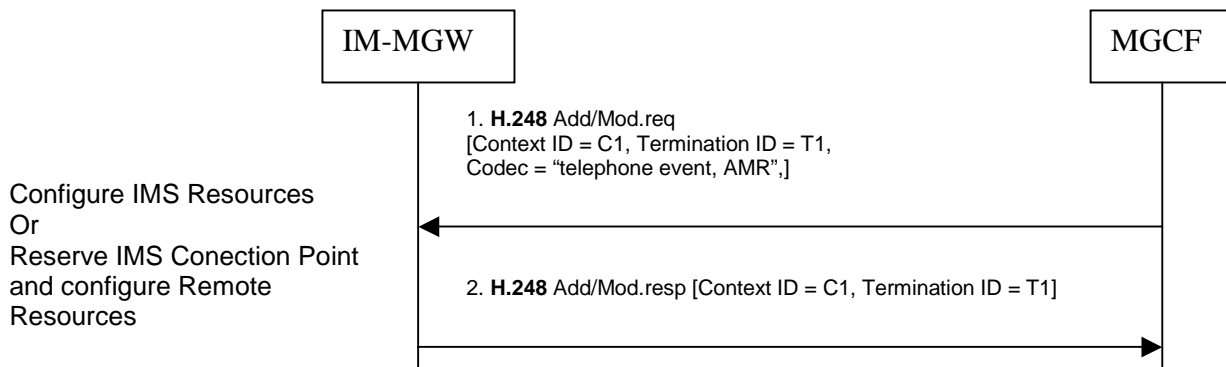 IM-MGW
MGCF
1. H.248 Add/Mod.req
[Context ID = C1, Termination ID = T1,
Codec = “telephone event, AMR”,]
Configure IMS Resources
Or
Reserve IMS Conection Point
and configure Remote
Resources
2. H.248 Add/Mod.resp [Context ID = C1, Termination ID = T1]